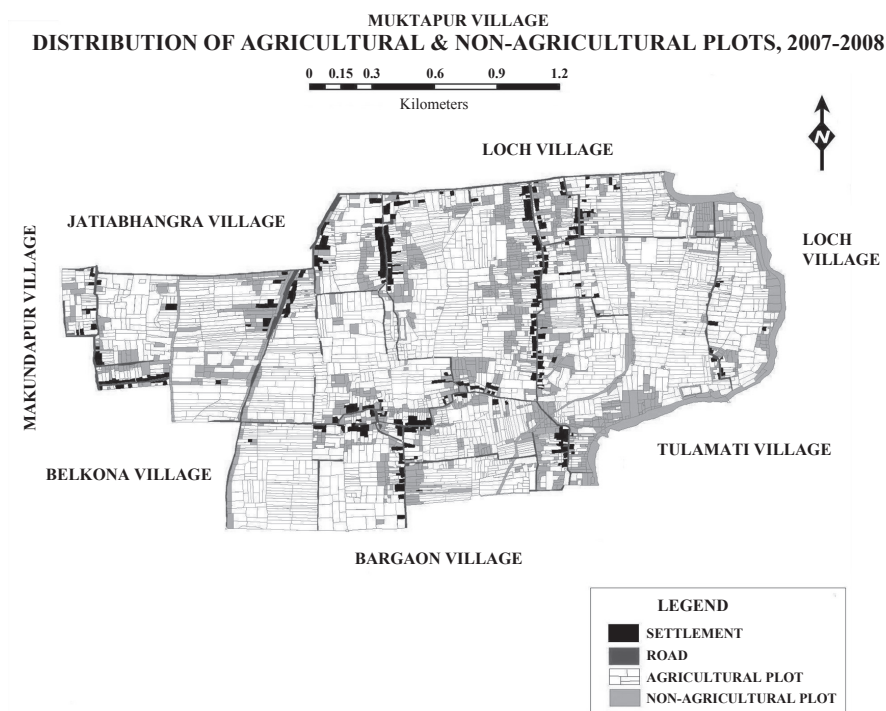 MUKTAPUR VILLAGE
DISTRIBUTION OF AGRICULTURAL & NON-AGRICULTURAL PLOTS, 2007-2008
0 0.15 0.3 0.6 0.9 1.2
Kilometers
N
LOCH VILLAGE
JATIABHANGRA VILLAGE
LOCH
VILLAGE
MAKUNDAPUR VILLAGE
TULAMATI VILLAGE
BELKONA VILLAGE
BARGAON VILLAGE
LEGEND
SETTLEMENT
ROAD
AGRICULTURAL PLOT
NON-AGRICULTURAL PLOT